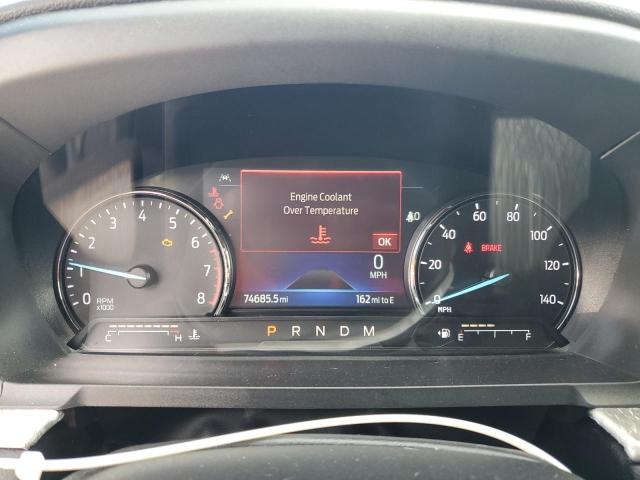 Engine Coolant
Over Temperature
OK
0
MPH
74685.5 mi
162 mi to E
0 1 2 3 4 5 6 7 8
RPM
x1000
0 20 40 60 80 100 120 140
MPH
BRAKE
C H
P R N D M
E F